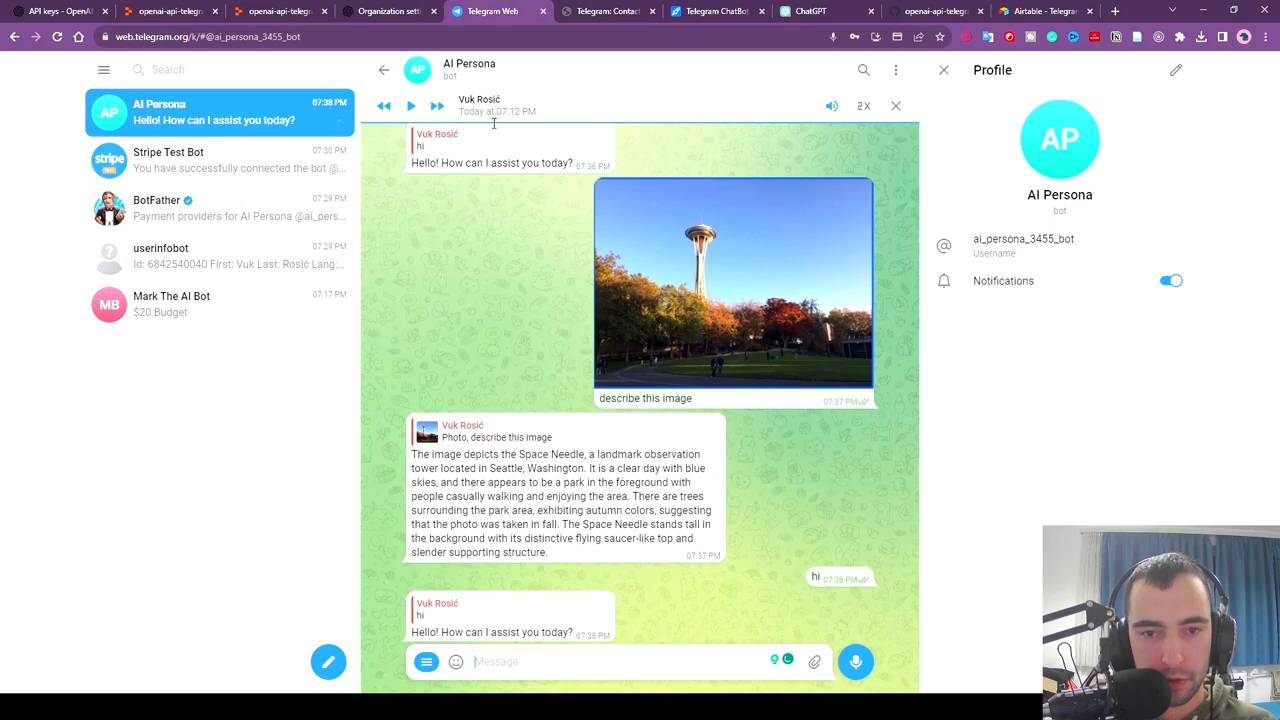 API keys - OpenAI A
openai-telegram-bo
Organization settin
Telegram Web
Telegram: Contact
Telegram ChatBot
ChatGPT
openai-ai-telegram
Airtable - Telegram
web.telegram.org/k/#@ai_persona_3455_bot
Search
AI Persona
07:38 PM
Hello! How can I assist you today?
Stripe Test Bot
07:30 PM
You have successfully connected the bot @...
BotFather
07:29 PM
Payment providers for AI Persona @ai_pers...
userinfobot
07:29 PM
Id: 6842540040 First: Vuk Last: Rosić Lang:...
Mark The AI Bot
07:17 PM
$20 Budget
AI Persona
bot
Vuk Rosić
Today at 07:12 PM
2X
Vuk Rosić
hi
Hello! How can I assist you today? 07:36 PM
describe this image
07:37 PM
Vuk Rosić
Photo, describe this image
The image depicts the Space Needle, a landmark observation
tower located in Seattle, Washington. It is a clear day with blue
skies, and there appears to be a park in the foreground with
people casually walking and enjoying the area. There are trees
surrounding the park area, exhibiting autumn colors, suggesting
that the photo was taken in fall. The Space Needle stands tall in
the background with its distinctive flying saucer-like top and
slender supporting structure.
07:37 PM
hi 07:38 PM
Vuk Rosić
hi
Hello! How can I assist you today? 07:38 PM
Message
Profile
AP
AI Persona
bot
ai_persona_3455_bot
Username
Notifications